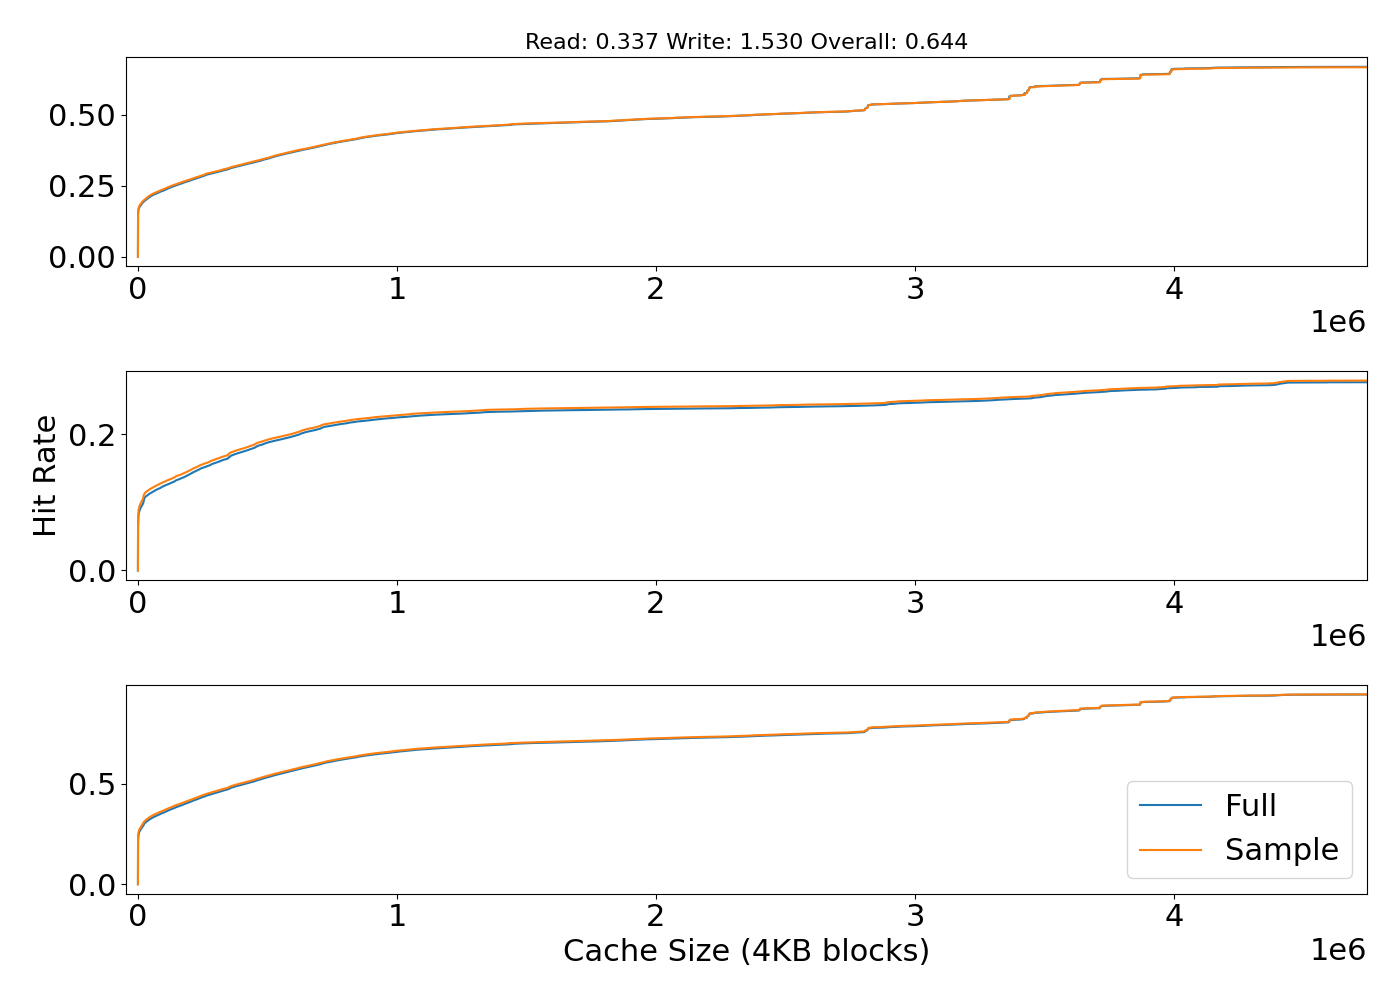 Read: 0.337 Write: 1.530 Overall: 0.644
0.50
0.25
0.00
0 1 2 3 4
1e6
Hit Rate
0.2
0.0
0 1 2 3 4
1e6
0.5
0.0
Full
Sample
0 1 2 3 4
Cache Size (4KB blocks)
1e6